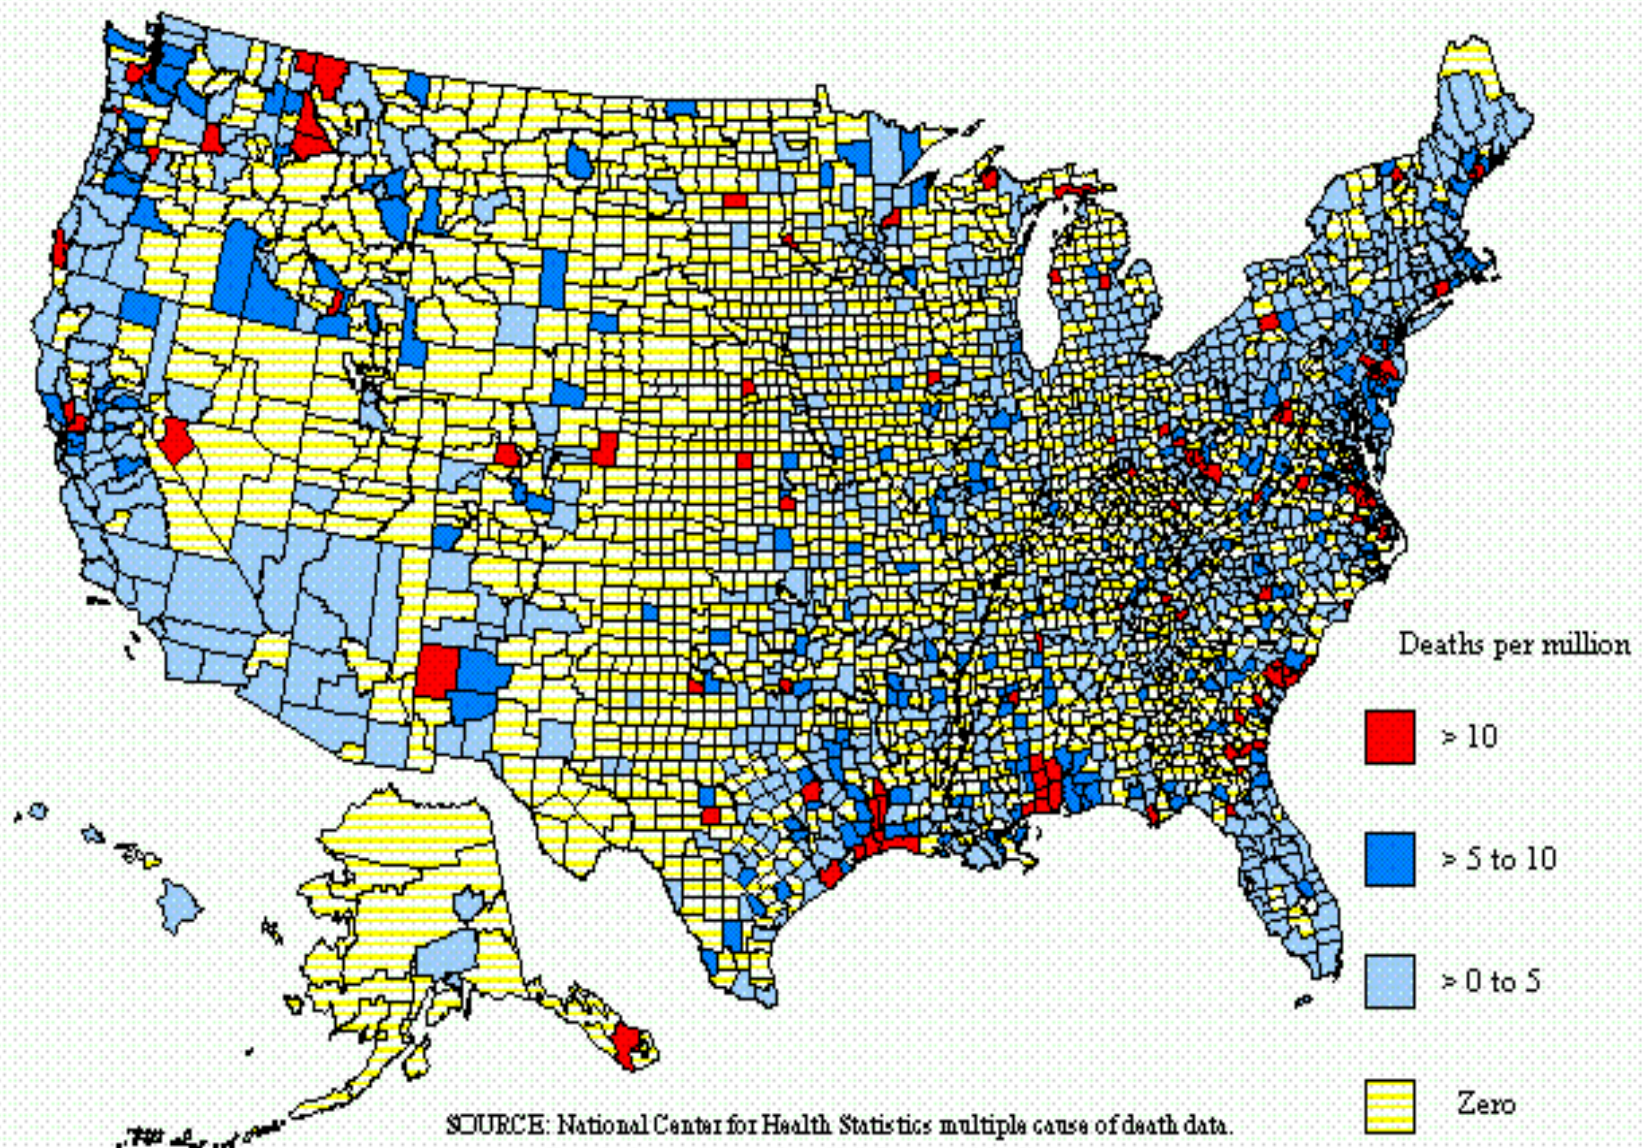 Deaths per million
> 10
> 5 to 10
> 0 to 5
Zero
SOURCE: National Center for Health Statistics multiple cause of death data.